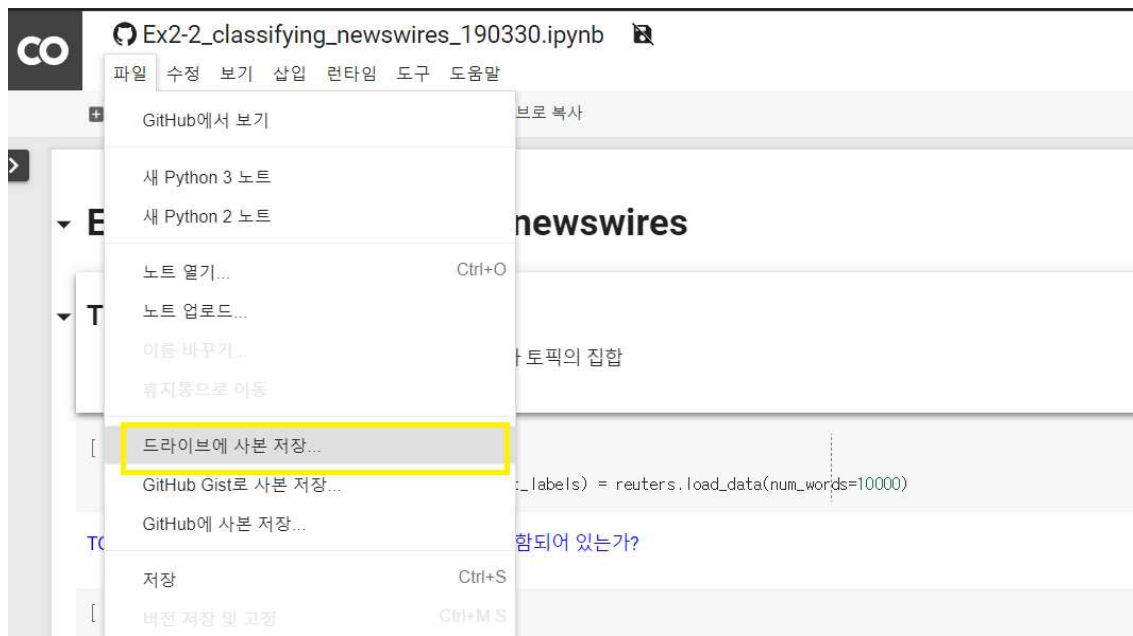 CO
Ex2-2_classifying_newswires_190330.ipynb
파일 수정 보기 삽입 런타임 도구 도움말
브로 복사
GitHub에서 보기
새 Python 3 노트
새 Python 2 노트
E newswires
노트 열기... Ctrl+O
T
노트 업로드...
이름 바꾸기...
토픽의 집합
휴지통으로 이동
[ 드라이브에 사본 저장...
GitHub Gist로 사본 저장... _labels) = reuters.load_data(num_words=10000)
GitHub에 사본 저장...
TO 함되어 있는가?
저장 Ctrl+S
[ 버전 저장 및 고정 Ctrl+M S